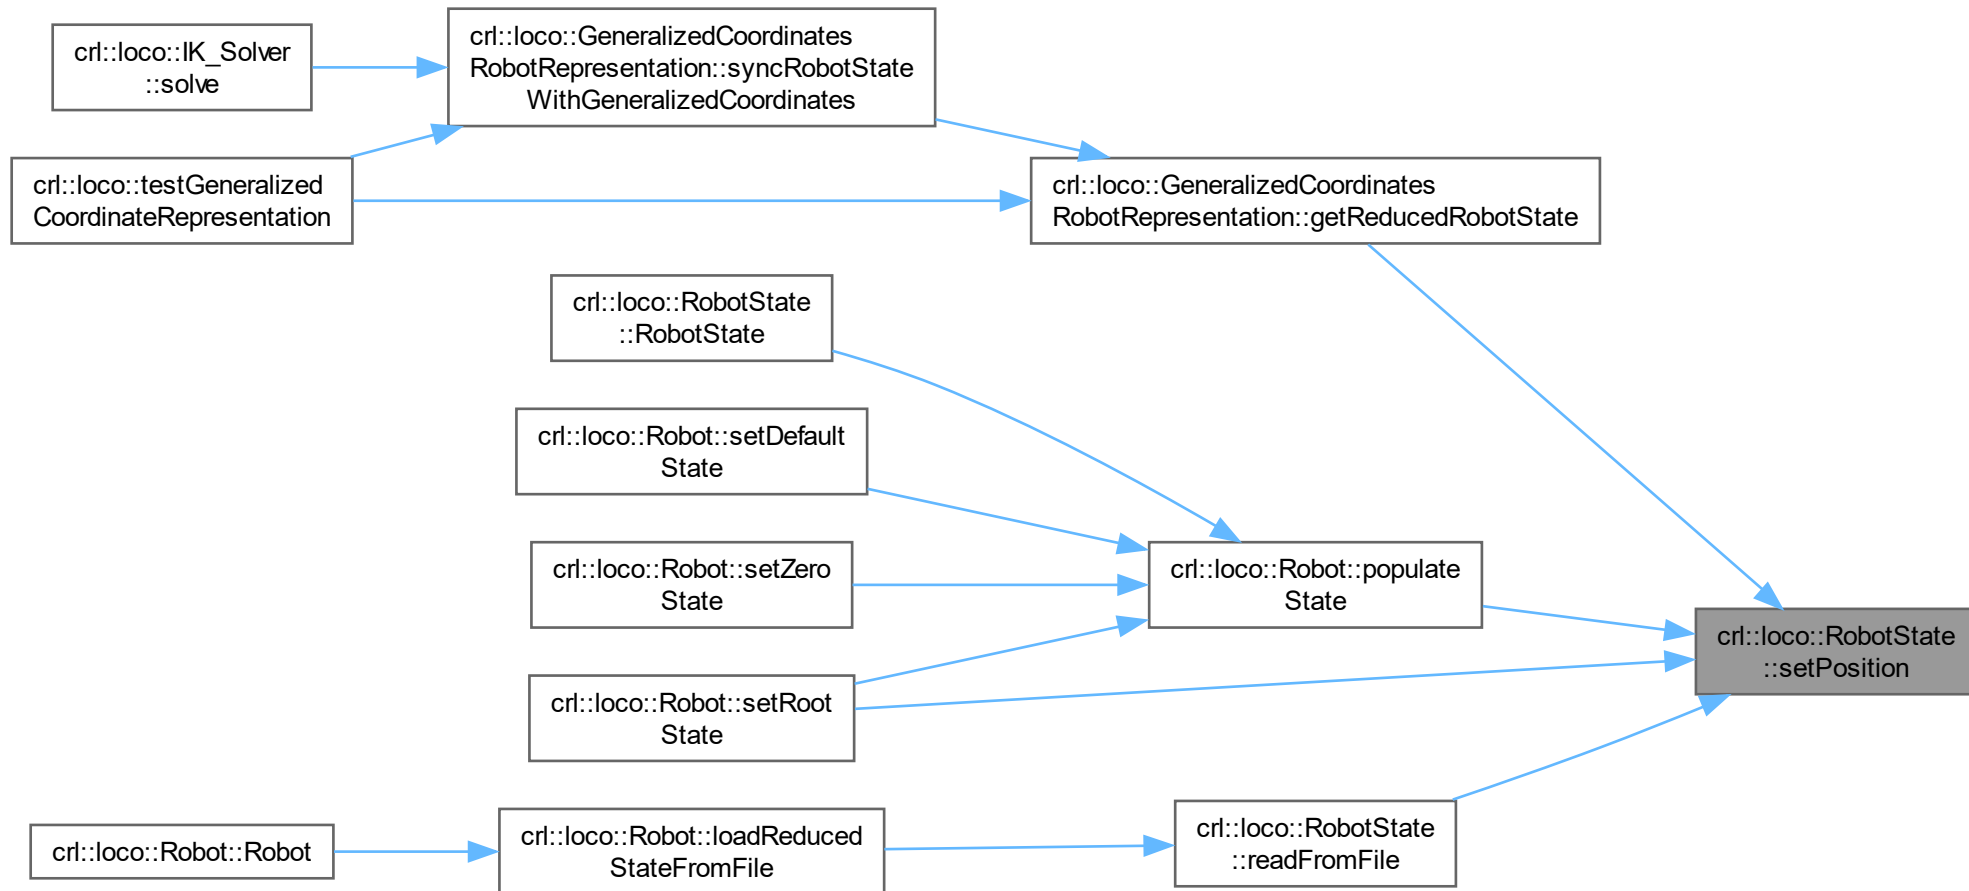 crl::loco::IK_Solver
::solve
crl::loco::GeneralizedCoordinates
RobotRepresentation::syncRobotState
WithGeneralizedCoordinates
crl::loco::testGeneralized
CoordinateRepresentation
crl::loco::GeneralizedCoordinates
RobotRepresentation::getReducedRobotState
crl::loco::RobotState
::RobotState
crl::loco::Robot::setDefault
State
crl::loco::Robot::setZero
State
crl::loco::Robot::populate
State
crl::loco::RobotState
::setPosition
crl::loco::Robot::setRoot
State
crl::loco::Robot::Robot
crl::loco::Robot::loadReduced
StateFromFile
crl::loco::RobotState
::readFromFile